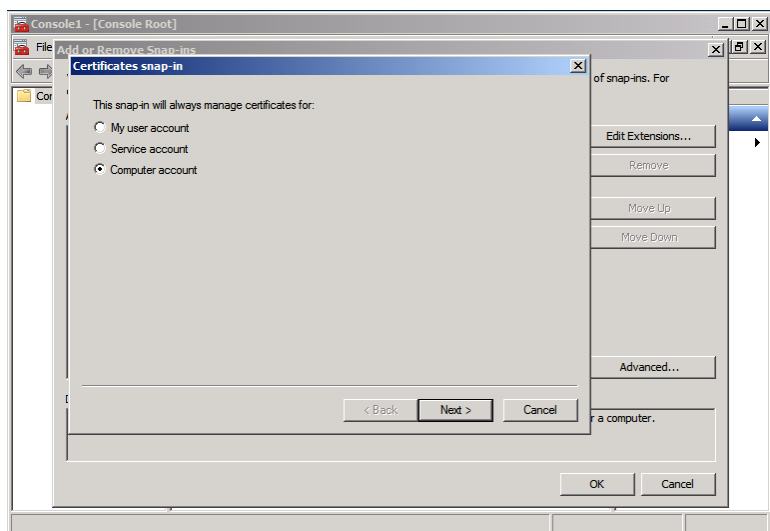 Console1 - [Console Root]
File
Add or Remove Snap-ins
Certificates snap-in
of snap-ins. For
This snap-in will always manage certificates for:
My user account
Service account
Computer account
Edit Extensions...
Remove
Move Up
Move Down
Advanced...
< Back
Next >
Cancel
a computer.
OK
Cancel